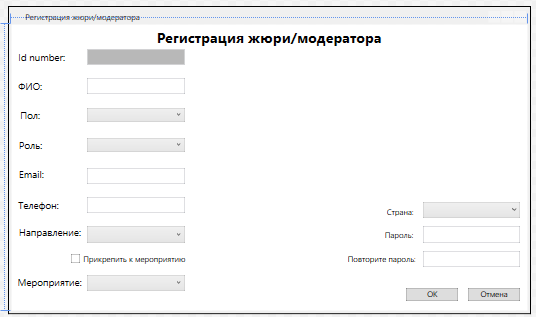 Регистрация жюри/модератора
Регистрация жюри/модератора
Id number:
ФИО:
Пол:
Роль:
Email:
Телефон:
Страна:
Направление:
Пароль:
Прикрепить к мероприятию
Повторите пароль:
Мероприятие:
ОК
Отмена